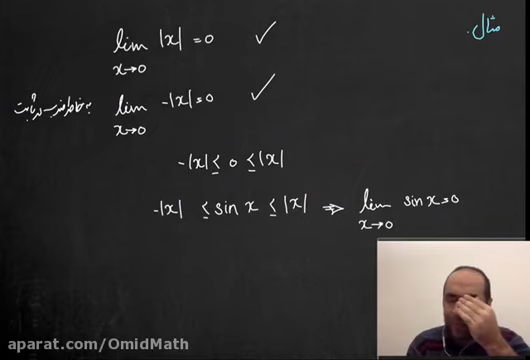 مثال.
lim |x| = 0 ✓
x→0
به خاطر ضرب در ثابت lim -|x| = 0 ✓
x→0
-|x| ≤ 0 ≤ |x|
-|x| ≤ sin x ≤ |x| ⇒ lim sin x = 0
x→0
aparat.com/OmidMath